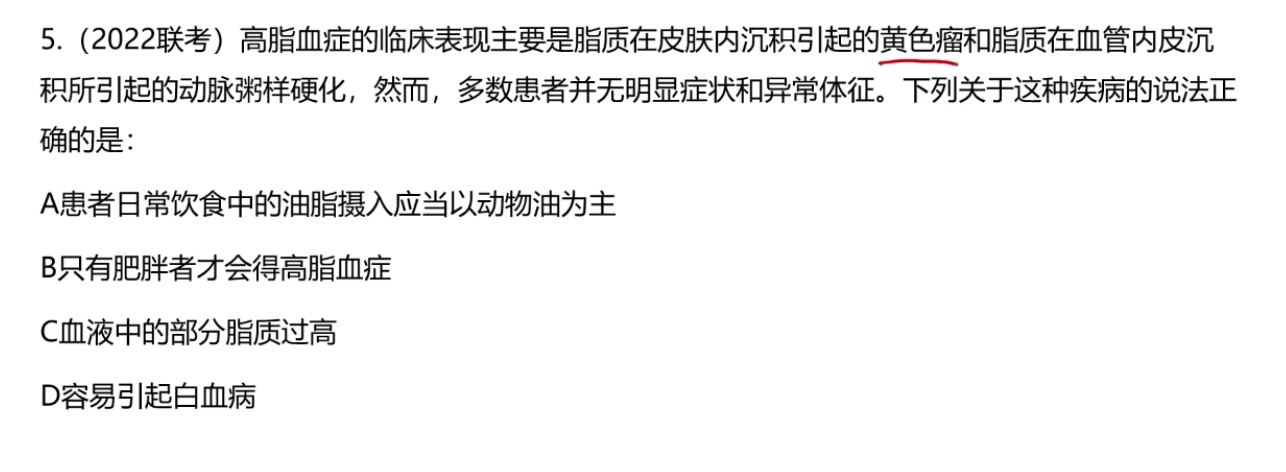 5.（2022联考）高脂血症的临床表现主要是脂质在皮肤内沉积引起的黄色瘤和脂质在血管内皮沉
积所引起的动脉粥样硬化，然而，多数患者并无明显症状和异常体征。下列关于这种疾病的说法正
确的是：
A患者日常饮食中的油脂摄入应当以动物油为主
B只有肥胖者才会得高脂血症
C血液中的部分脂质过高
D容易引起白血病